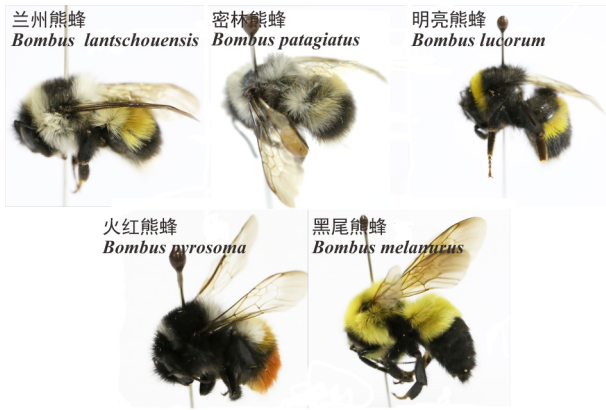 兰州熊蜂
Bombus lantschouensis
密林熊蜂
Bombus patagiatus
明亮熊蜂
Bombus lucorum
火红熊蜂
Bombus pyrosoma
黑尾熊蜂
Bombus melanurus